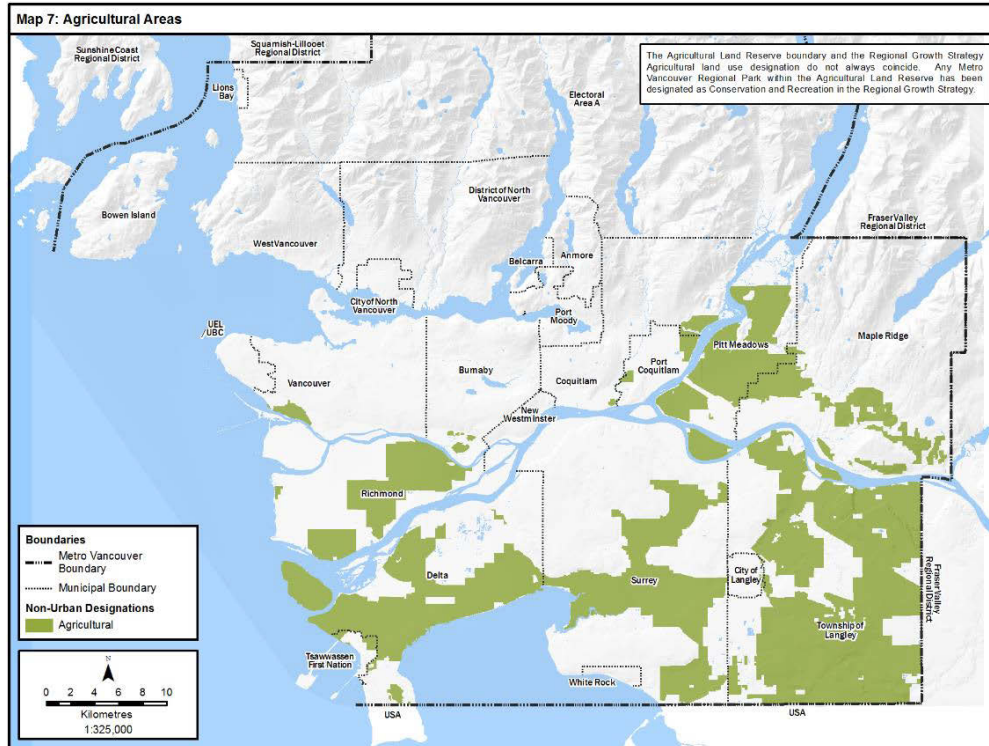 Map 7: Agricultural Areas
Sunshine Coast
Regional District
Squamish-Lillooet
Regional District
The Agricultural Land Reserve boundary and the Regional Growth Strategy
Agricultural land use designation do not always coincide. Any Metro
Vancouver Regional Park within the Agricultural Land Reserve has been
designated as Conservation and Recreation in the Regional Growth Strategy.
Lions
Bay
Electoral
Area A
Bowen Island
District of North
Vancouver
Fraser Valley
Regional District
West Vancouver
Belcarra
Anmore
City of North
Vancouver
Port
Moody
UEL
/UBC
Pitt Meadows
Maple Ridge
Vancouver
Burnaby
Coquitlam
Port
Coquitlam
New
Westminster
Richmond
Delta
Surrey
City of
Langley
Township of
Langley
Fraser Valley
Regional District
Tsawwassen
First Nation
White Rock
USA
USA
Boundaries
Metro Vancouver
Boundary
Municipal Boundary
Non-Urban Designations
Agricultural
N
0 2 4 6 8 10
Kilometres
1:325,000